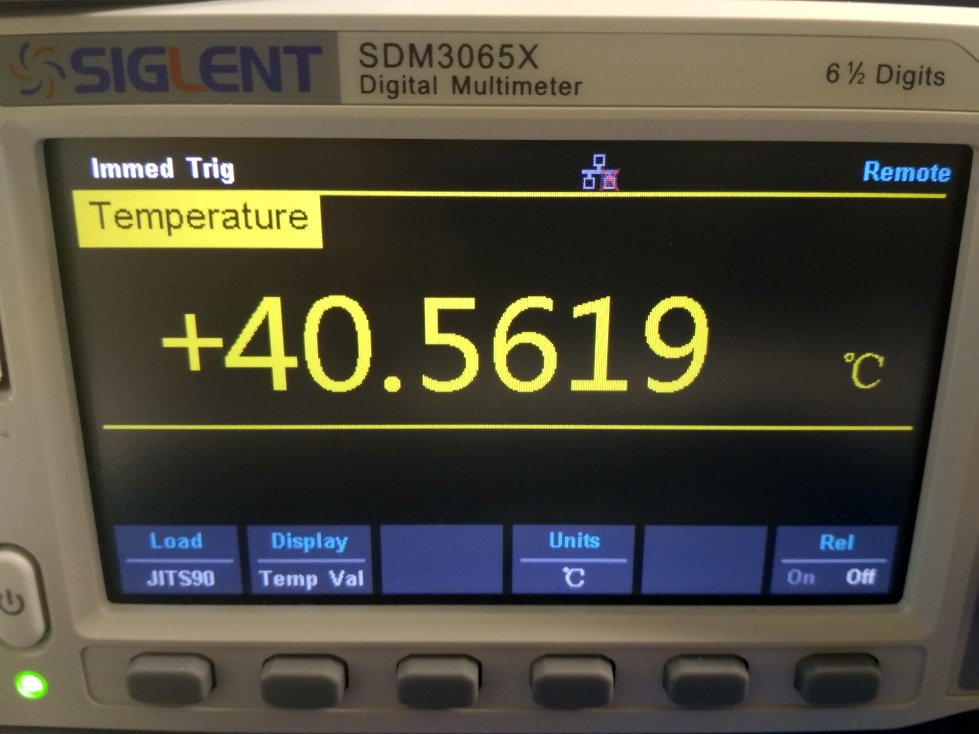 SIGLENT
SDM3065X
Digital Multimeter
6 ½ Digits
Immed Trig
Remote
Temperature
+40.5619 °C
Load
Display
Units
Rel
JITS90
Temp Val
℃
On Off